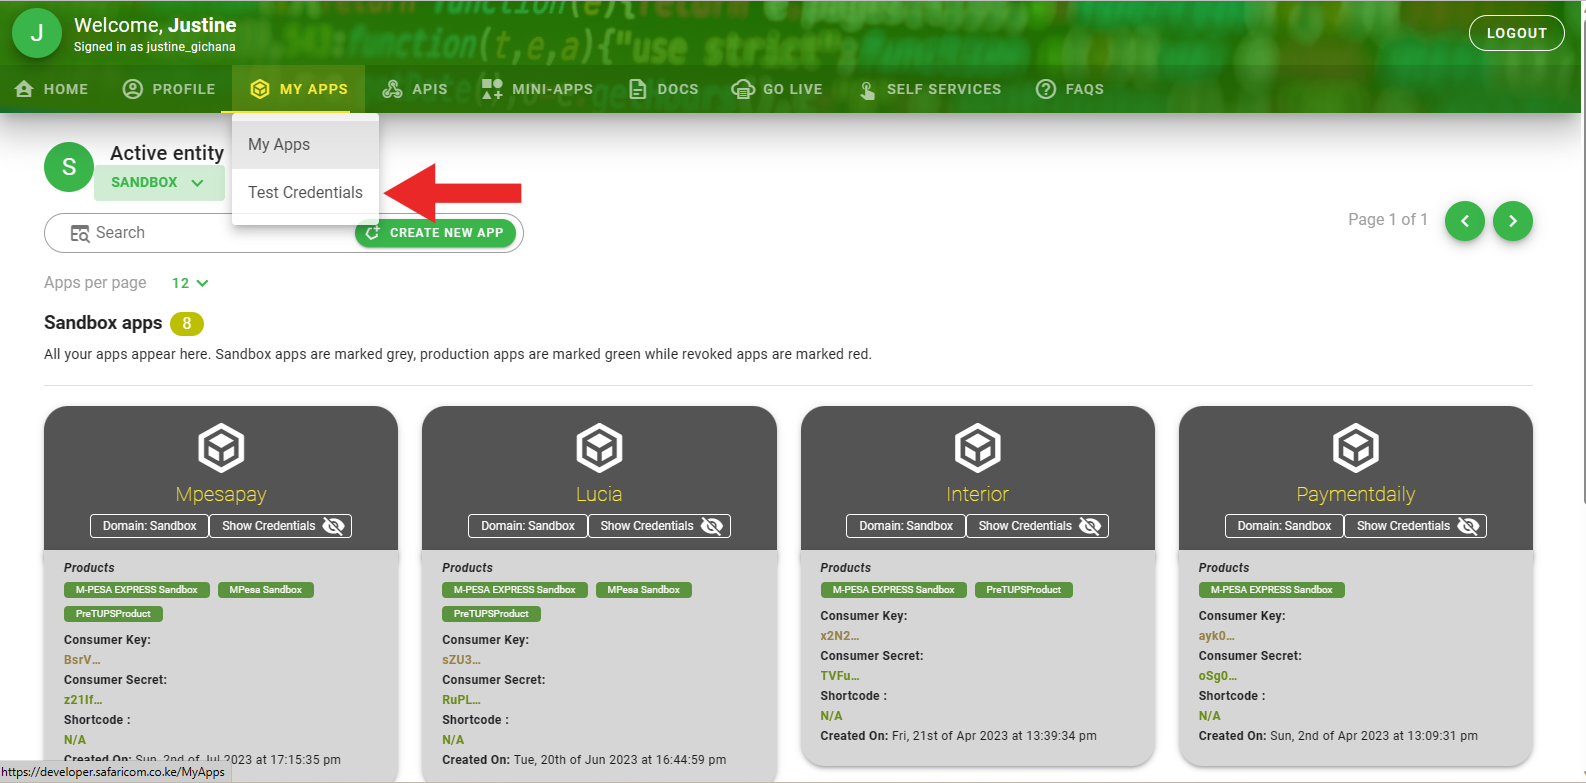 J
Welcome, Justine
Signed in as justine_gichana
LOGOUT
HOME
PROFILE
MY APPS
APIS
MINI-APPS
DOCS
GO LIVE
SELF SERVICES
FAQS
My Apps
Test Credentials
S
Active entity
SANDBOX
Search
CREATE NEW APP
Page 1 of 1
Apps per page
12
Sandbox apps 8
All your apps appear here. Sandbox apps are marked grey, production apps are marked green while revoked apps are marked red.
Mpesapay
Domain: Sandbox
Show Credentials
Products
M-PESA EXPRESS Sandbox
MPesa Sandbox
PreTUPSProduct
Consumer Key:
BsrV...
Consumer Secret:
z21If...
Shortcode :
N/A
Created On: Sun, 2nd of Jul 2023 at 17:15:35 pm
Lucia
Domain: Sandbox
Show Credentials
Products
M-PESA EXPRESS Sandbox
MPesa Sandbox
PreTUPSProduct
Consumer Key:
sZU3...
Consumer Secret:
RuPL...
Shortcode :
N/A
Created On: Tue, 20th of Jun 2023 at 16:44:59 pm
Interior
Domain: Sandbox
Show Credentials
Products
M-PESA EXPRESS Sandbox
PreTUPSProduct
Consumer Key:
x2N2...
Consumer Secret:
TVFu...
Shortcode :
N/A
Created On: Fri, 21st of Apr 2023 at 13:39:34 pm
Paymentdaily
Domain: Sandbox
Show Credentials
Products
M-PESA EXPRESS Sandbox
Consumer Key:
ayk0...
Consumer Secret:
oSg0...
Shortcode :
N/A
Created On: Sun, 2nd of Apr 2023 at 13:09:31 pm
https://developer.safaricom.co.ke/MyApps